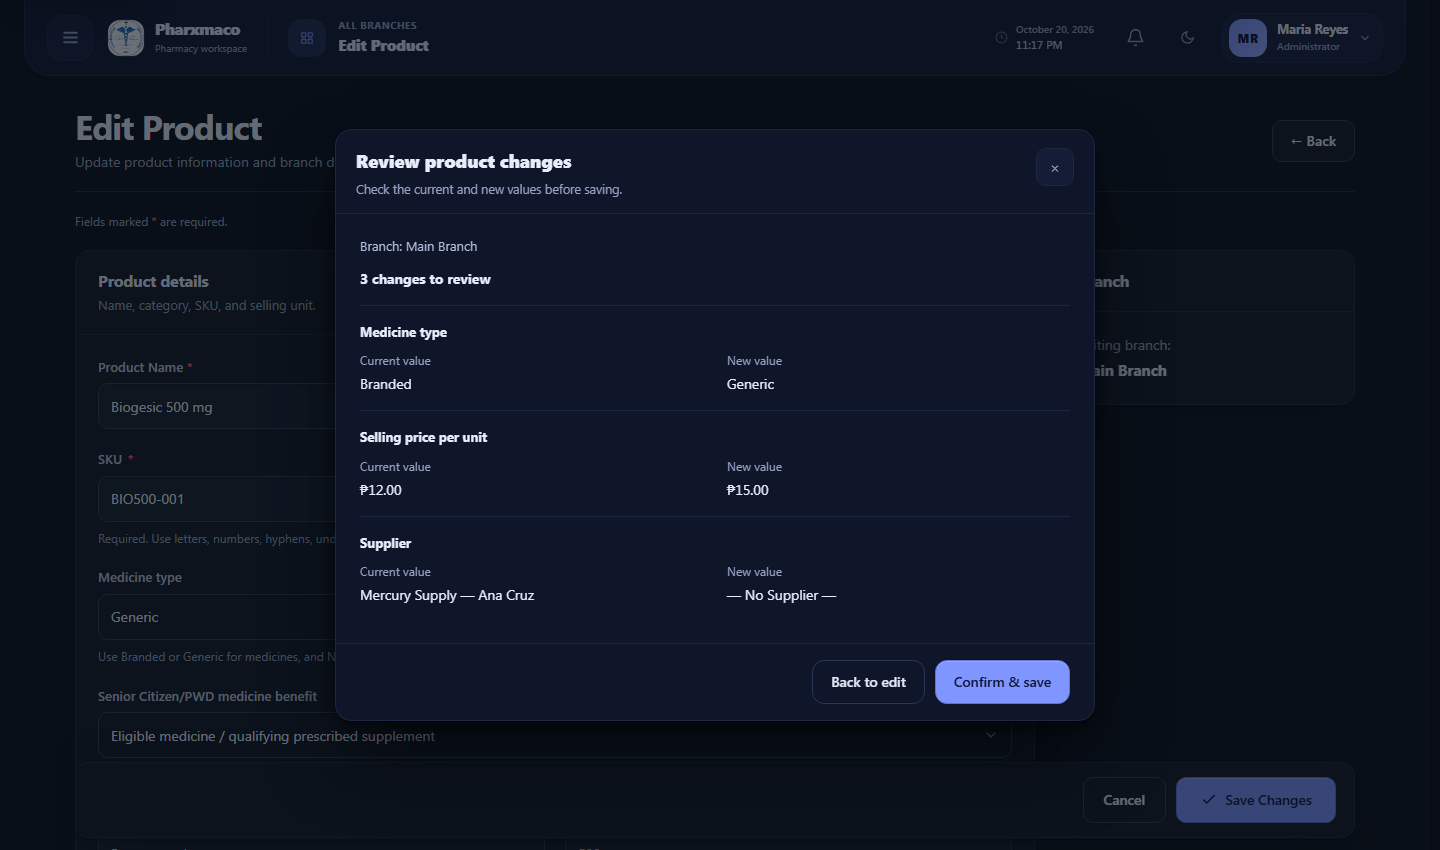 Pharxmaco
Pharmacy workspace
ALL BRANCHES
Edit Product
October 20, 2026
11:17 PM
MR
Maria Reyes
Administrator
Edit Product
Update product information and branch d
← Back
Fields marked * are required.
Product details
Name, category, SKU, and selling unit.
Product Name *
Biogesic 500 mg
SKU *
BIO500-001
Required. Use letters, numbers, hyphens, unc
Medicine type
Generic
Use Branded or Generic for medicines, and N
Senior Citizen/PWD medicine benefit
Eligible medicine / qualifying prescribed supplement
anch
iting branch:
ain Branch
Review product changes
Check the current and new values before saving.
×
Branch: Main Branch
3 changes to review
Medicine type
Current value
New value
Branded
Generic
Selling price per unit
Current value
New value
₱12.00
₱15.00
Supplier
Current value
New value
Mercury Supply — Ana Cruz
— No Supplier —
Back to edit
Confirm & save
Cancel
Save Changes